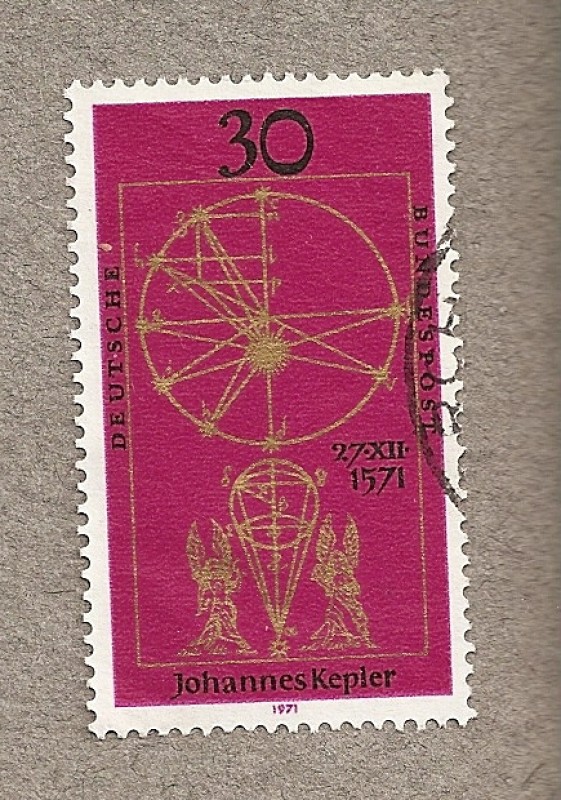 30
DEUTSCHE
BUNDESPOST
27·XII·
1571
Johannes Kepler
1971